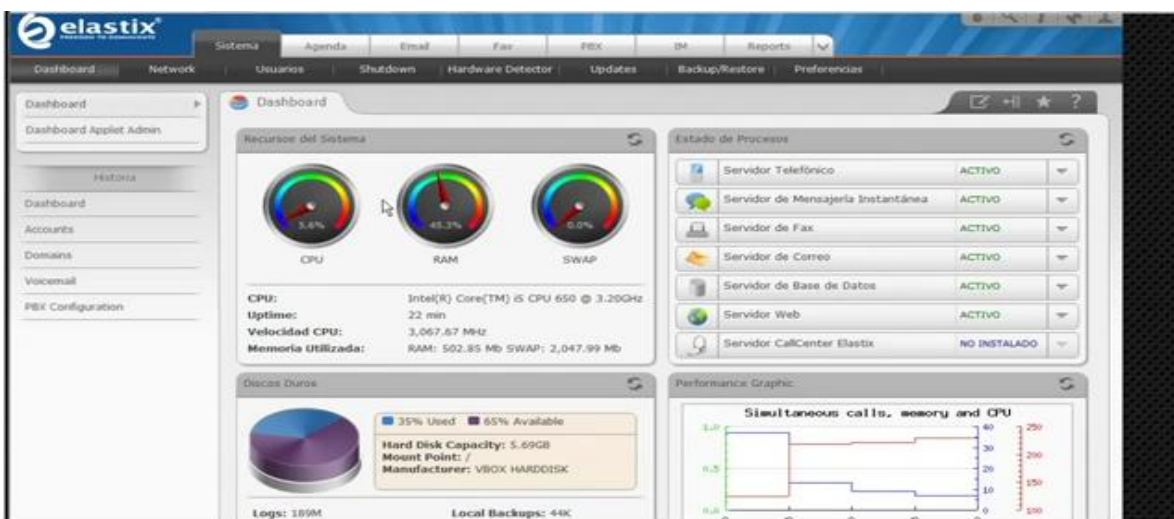 elastix
Sistema Agenda Email Fax PBX IM Reports
Dashboard Network Usuarios Shutdown Hardware Detector Updates Backup/Restore Preferencias
Dashboard
Dashboard Applet Admin
Historia
Dashboard
Accounts
Domains
Voicemail
PBX Configuration
Dashboard
Recursos del Sistema
5.6% 45.3% 0.0%
CPU RAM SWAP
CPU: Intel(R) Core(TM) i5 CPU 650 @ 3.20GHz
Uptime: 22 min
Velocidad CPU: 3,067.67 MHz
Memoria Utilizada: RAM: 502.85 Mb SWAP: 2,047.99 Mb
Estado de Procesos
Servidor Telefónico ACTIVO
Servidor de Mensajería Instantánea ACTIVO
Servidor de Fax ACTIVO
Servidor de Correo ACTIVO
Servidor de Base de Datos ACTIVO
Servidor Web ACTIVO
Servidor CallCenter Elastix NO INSTALADO
Discos Duros
35% Used 65% Available
Hard Disk Capacity: 5.69GB
Mount Point: /
Manufacturer: VBOX HARDDISK
Logs: 189M Local Backups: 44K
Performance Graphic
Simultaneous calls, memory and CPU
1.0 40 250
30 200
0.5 20
10 150
0.0 0 100